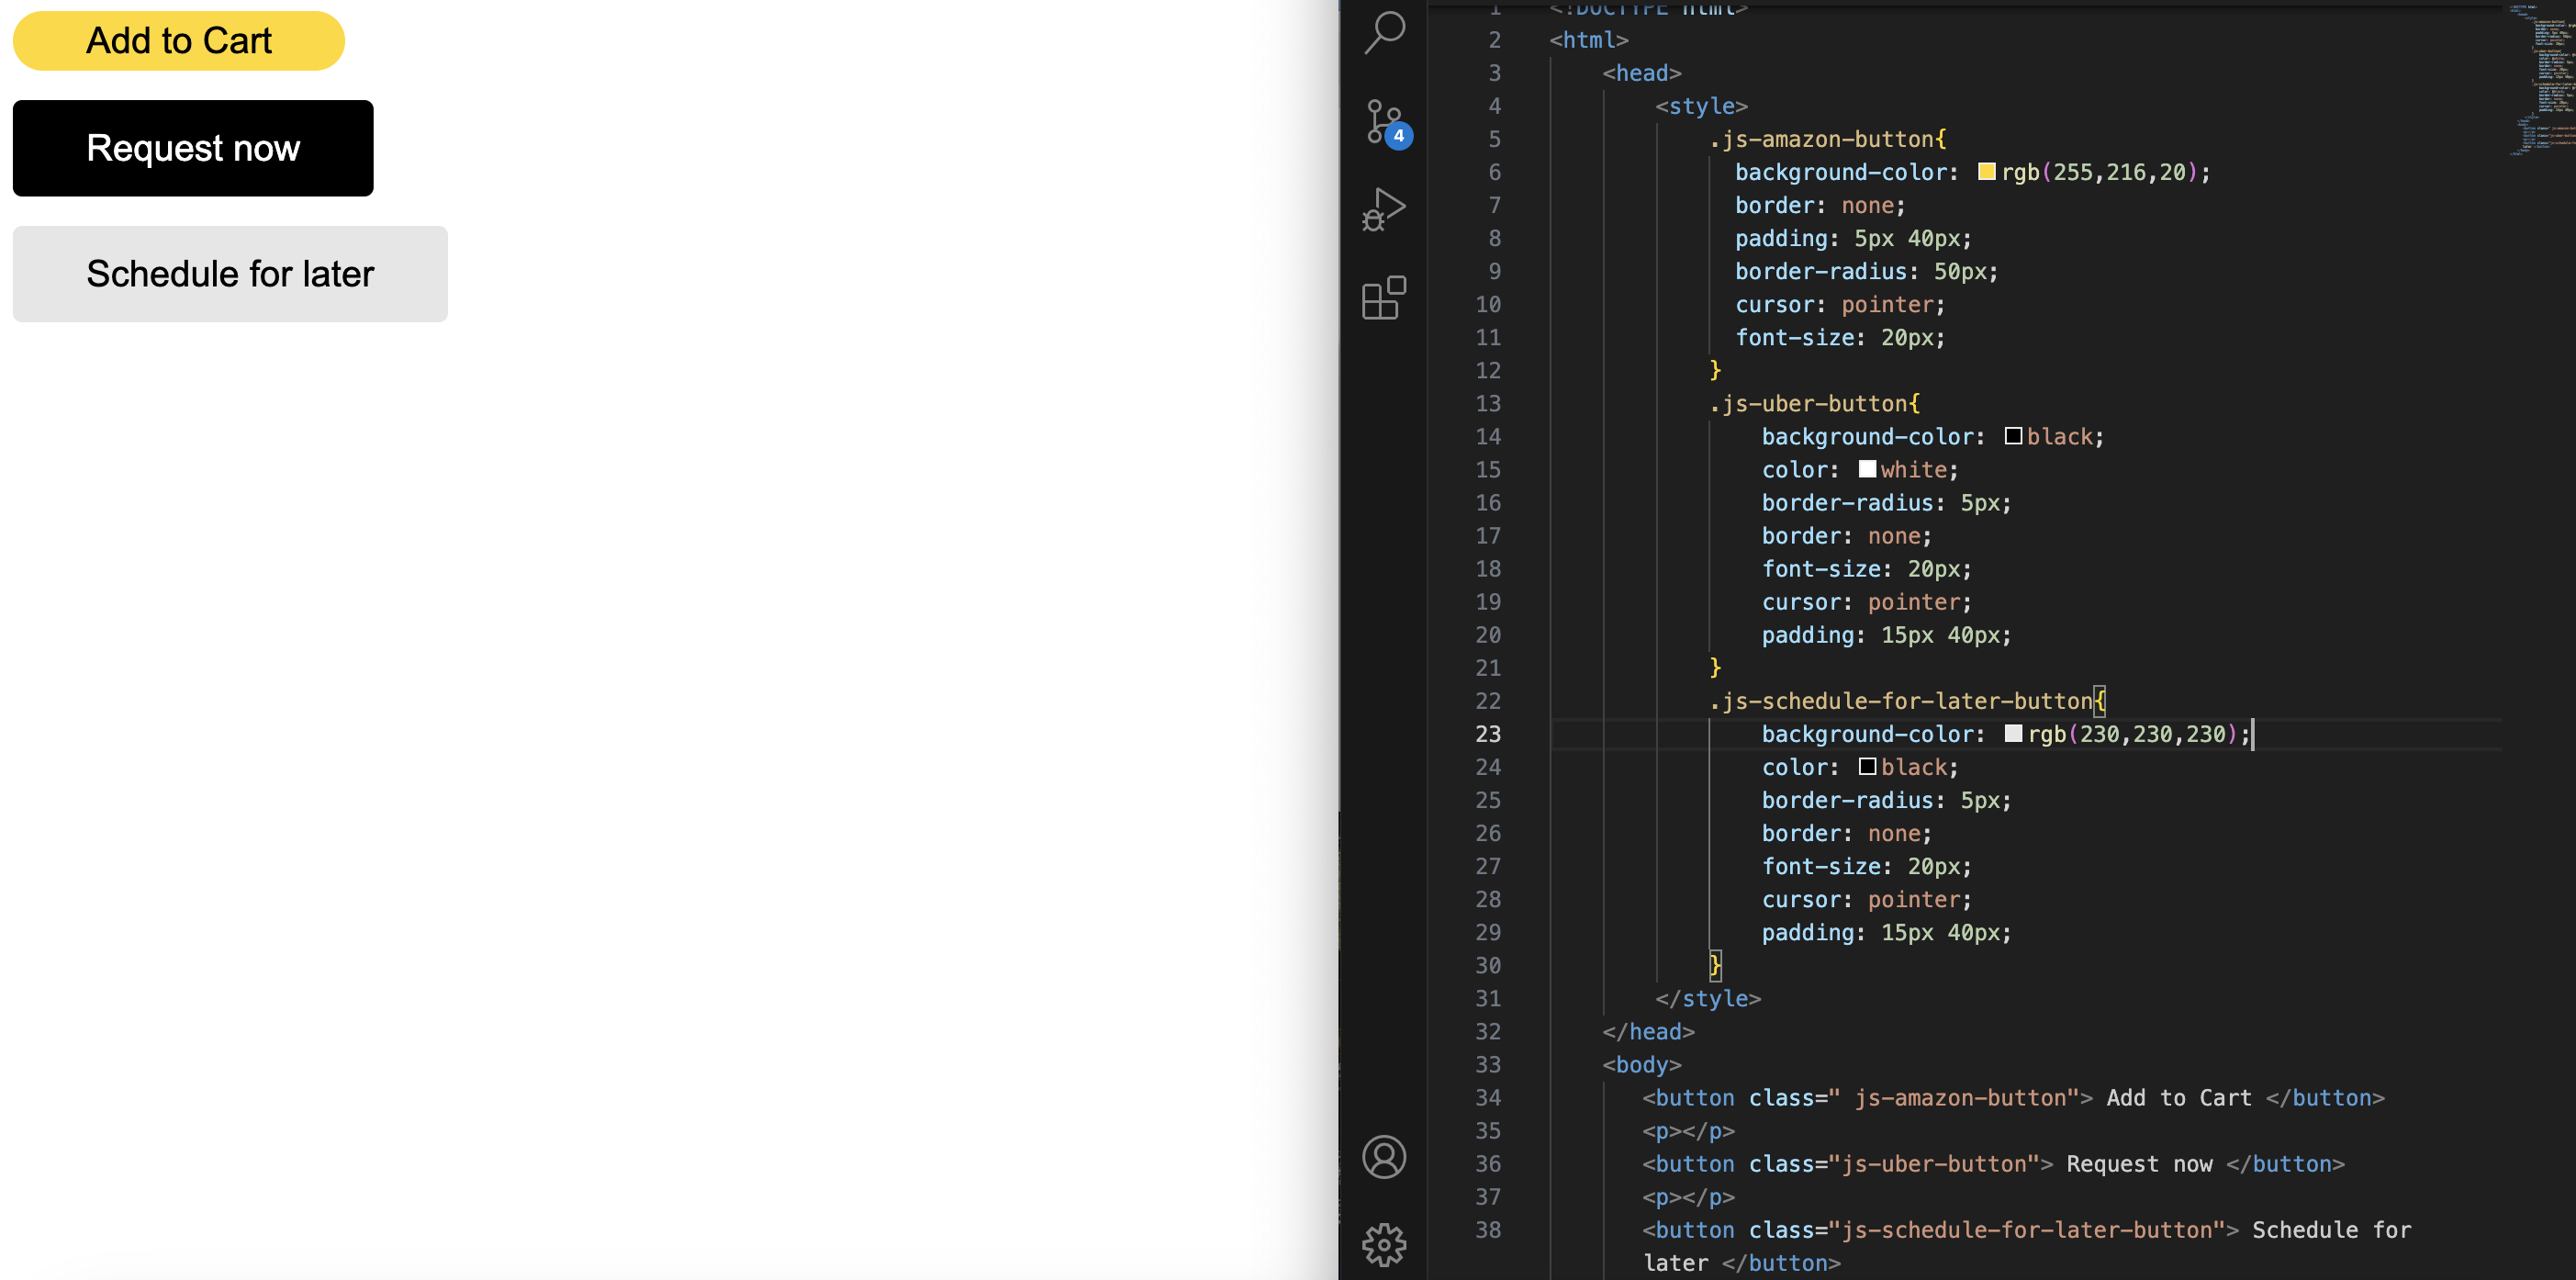 Add to Cart
Request now
Schedule for later
4
1 <!DOCTYPE html>
2 <html>
3 <head>
4 <style>
5 .js-amazon-button{
6 background-color: rgb(255,216,20);
7 border: none;
8 padding: 5px 40px;
9 border-radius: 50px;
10 cursor: pointer;
11 font-size: 20px;
12 }
13 .js-uber-button{
14 background-color: black;
15 color: white;
16 border-radius: 5px;
17 border: none;
18 font-size: 20px;
19 cursor: pointer;
20 padding: 15px 40px;
21 }
22 .js-schedule-for-later-button{
23 background-color: rgb(230,230,230);
24 color: black;
25 border-radius: 5px;
26 border: none;
27 font-size: 20px;
28 cursor: pointer;
29 padding: 15px 40px;
30 }
31 </style>
32 </head>
33 <body>
34 <button class=" js-amazon-button"> Add to Cart </button>
35 <p></p>
36 <button class="js-uber-button"> Request now </button>
37 <p></p>
38 <button class="js-schedule-for-later-button"> Schedule for
later </button>